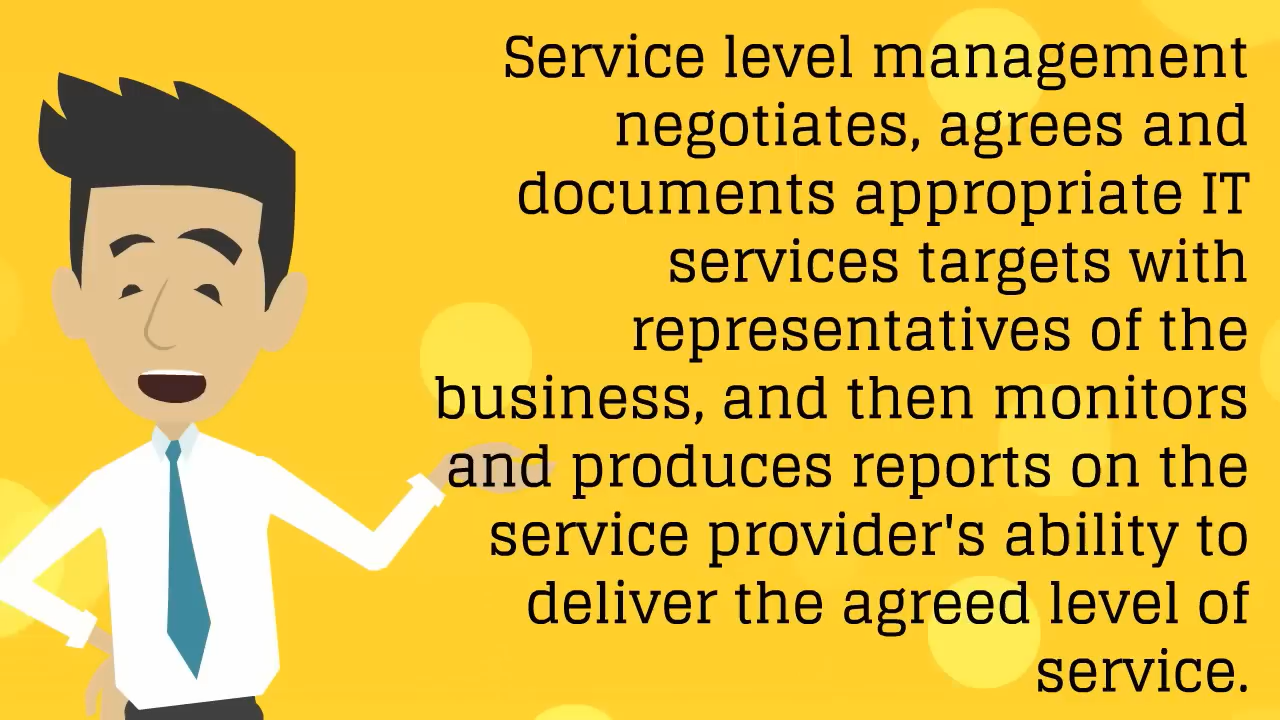 Service level management
negotiates, agrees and
documents appropriate IT
services targets with
representatives of the
business, and then monitors
and produces reports on the
service provider's ability to
deliver the agreed level of
service.